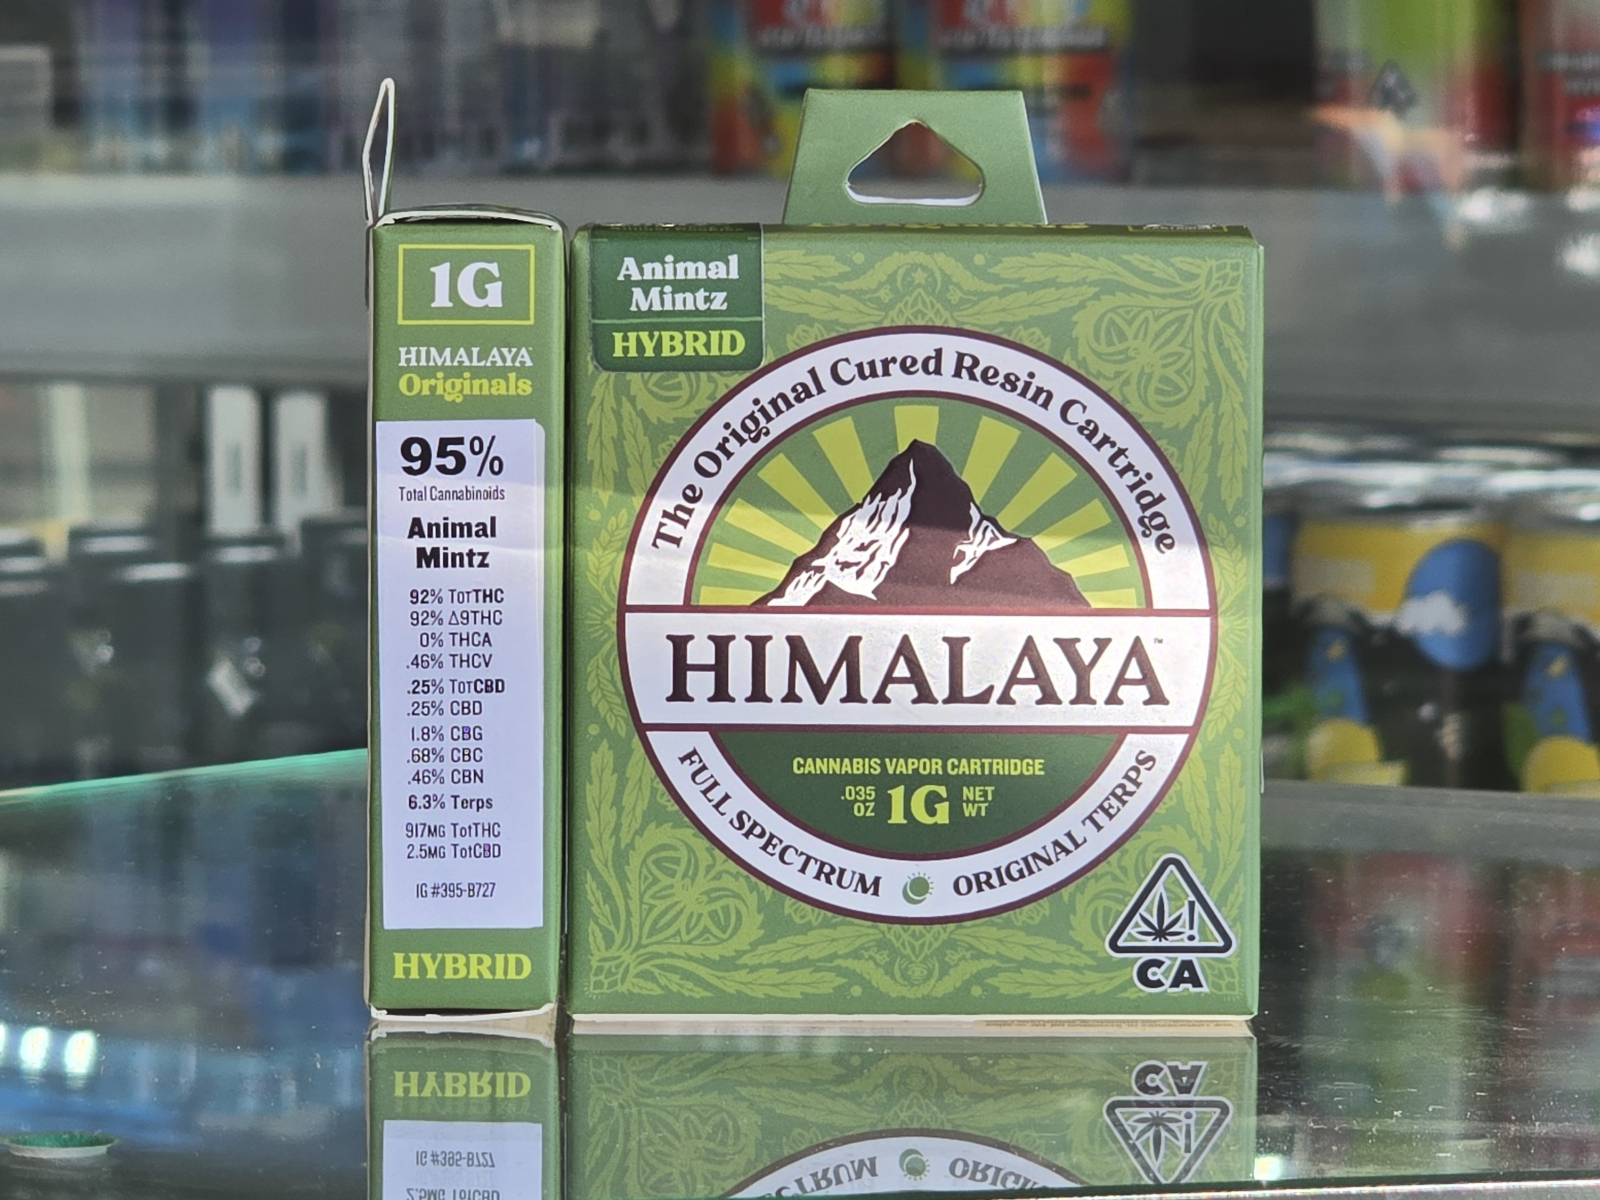 1G
HIMALAYA
Originals
95%
Total Cannabinoids
Animal
Mintz
92% TOTTHC
92% Δ9THC
0% THCA
.46% THCV
.25% TOTCBD
.25% CBD
1.8% CBG
.68% CBC
.46% CBN
6.3% Terps
917MG TotTHC
2.5MG TotCBD
1G #395-B727
HYBRID
Animal
Mintz
HYBRID
The Original Cured Resin Cartridge
HIMALAYA™
CANNABIS VAPOR CARTRIDGE
.035 OZ 1G NET WT
FULL SPECTRUM ORIGINAL TERPS
!
CA